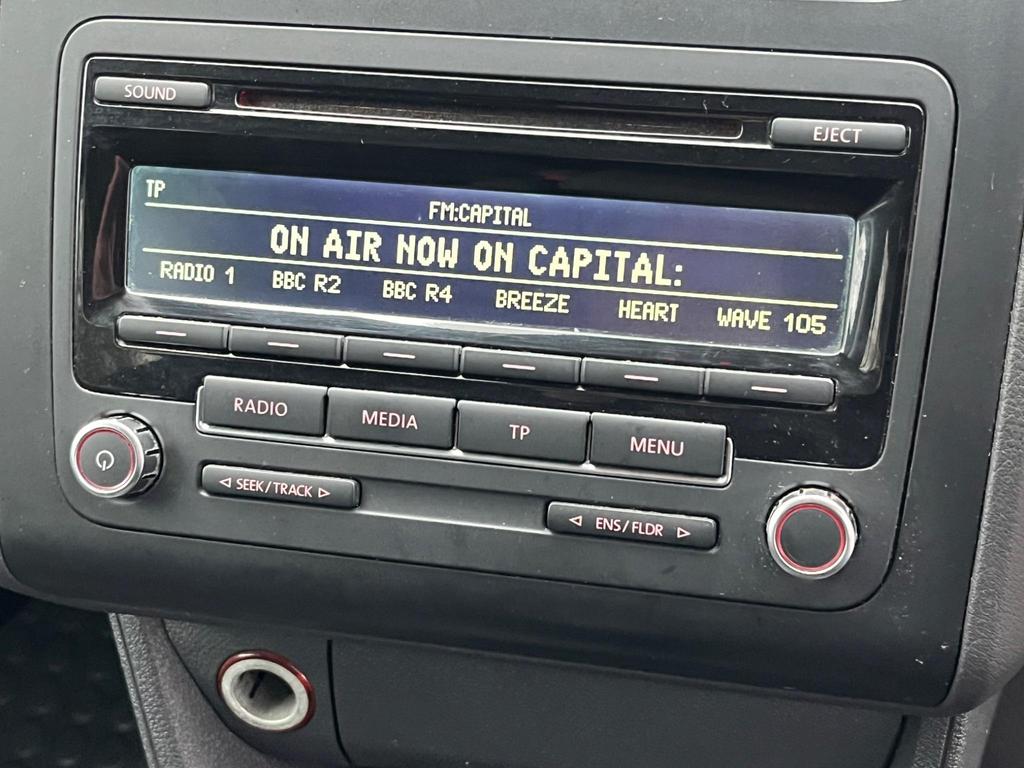 SOUND
EJECT
TP
FM:CAPITAL
ON AIR NOW ON CAPITAL:
RADIO 1 BBC R2 BBC R4 BREEZE HEART WAVE 105
RADIO MEDIA TP MENU
◁ SEEK/TRACK ▷
◁ ENS/FLDR ▷